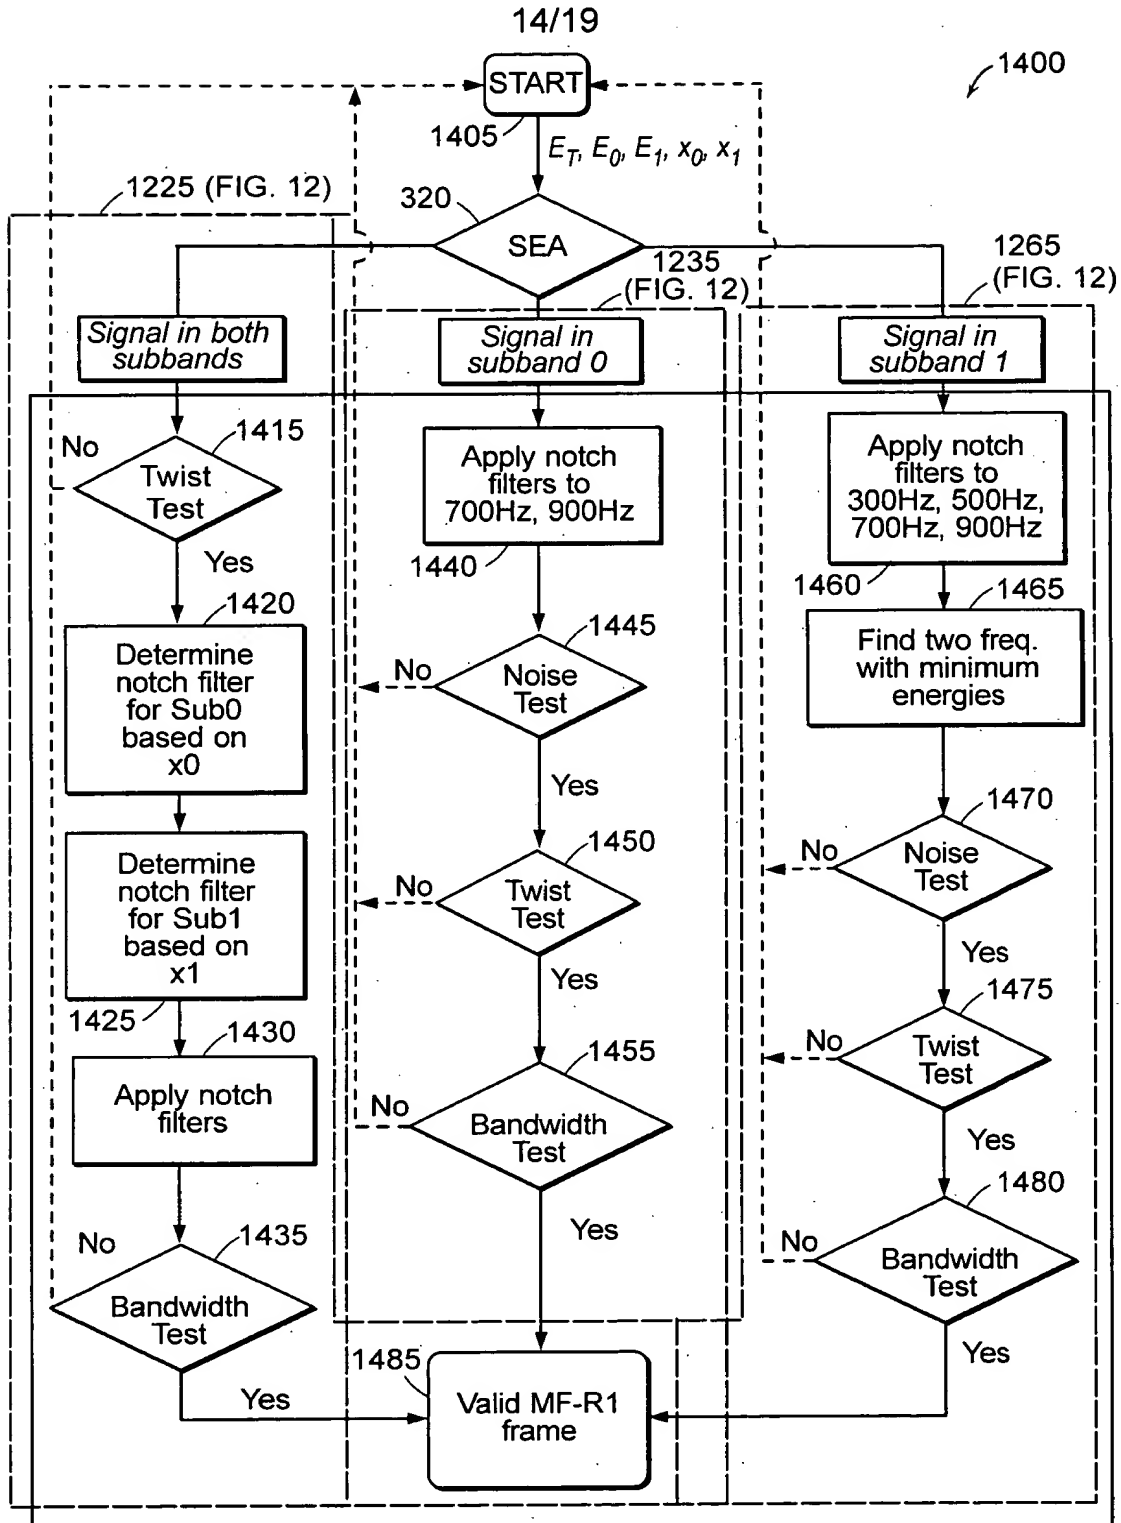 14/19
START
1400
1405
E_T, E_0, E_1, x_0, x_1
1225 (FIG. 12)
320
SEA
1235
(FIG. 12)
1265
(FIG. 12)
Signal in both
subbands
Signal in
subband 0
Signal in
subband 1
No
1415
Twist
Test
Yes
1420
Determine
notch filter
for Sub0
based on
x0
Determine
notch filter
for Sub1
based on
x1
1425
1430
Apply notch
filters
No
1435
Bandwidth
Test
Yes
Apply notch
filters to
700Hz, 900Hz
1440
1445
No
Noise
Test
Yes
1450
No
Twist
Test
Yes
1455
No
Bandwidth
Test
Yes
Apply notch
filters to
300Hz, 500Hz,
700Hz, 900Hz
1460
1465
Find two freq.
with minimum
energies
1470
No
Noise
Test
Yes
1475
No
Twist
Test
Yes
1480
No
Bandwidth
Test
Yes
1485
Valid MF-R1
frame